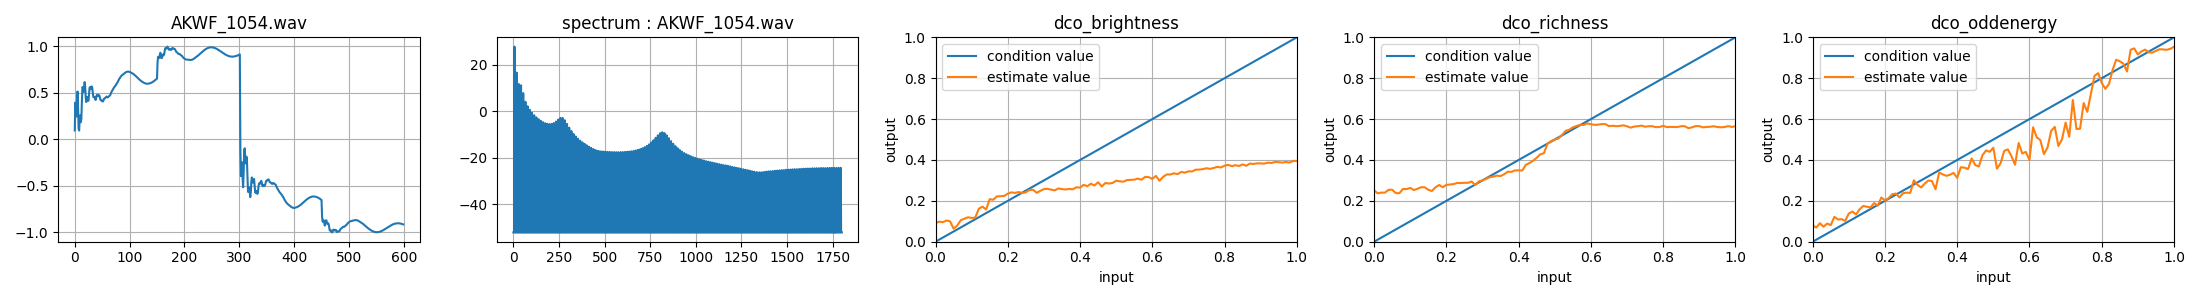 AKWF_1054.wav
1.0
0.5
0.0
−0.5
−1.0
0 100 200 300 400 500 600
spectrum : AKWF_1054.wav
20
0
−20
−40
0 250 500 750 1000 1250 1500 1750
dco_brightness
condition value
estimate value
output
1.0
0.8
0.6
0.4
0.2
0.0
0.0 0.2 0.4 0.6 0.8 1.0
input
dco_richness
condition value
estimate value
output
1.0
0.8
0.6
0.4
0.2
0.0
0.0 0.2 0.4 0.6 0.8 1.0
input
dco_oddenergy
condition value
estimate value
output
1.0
0.8
0.6
0.4
0.2
0.0
0.0 0.2 0.4 0.6 0.8 1.0
input